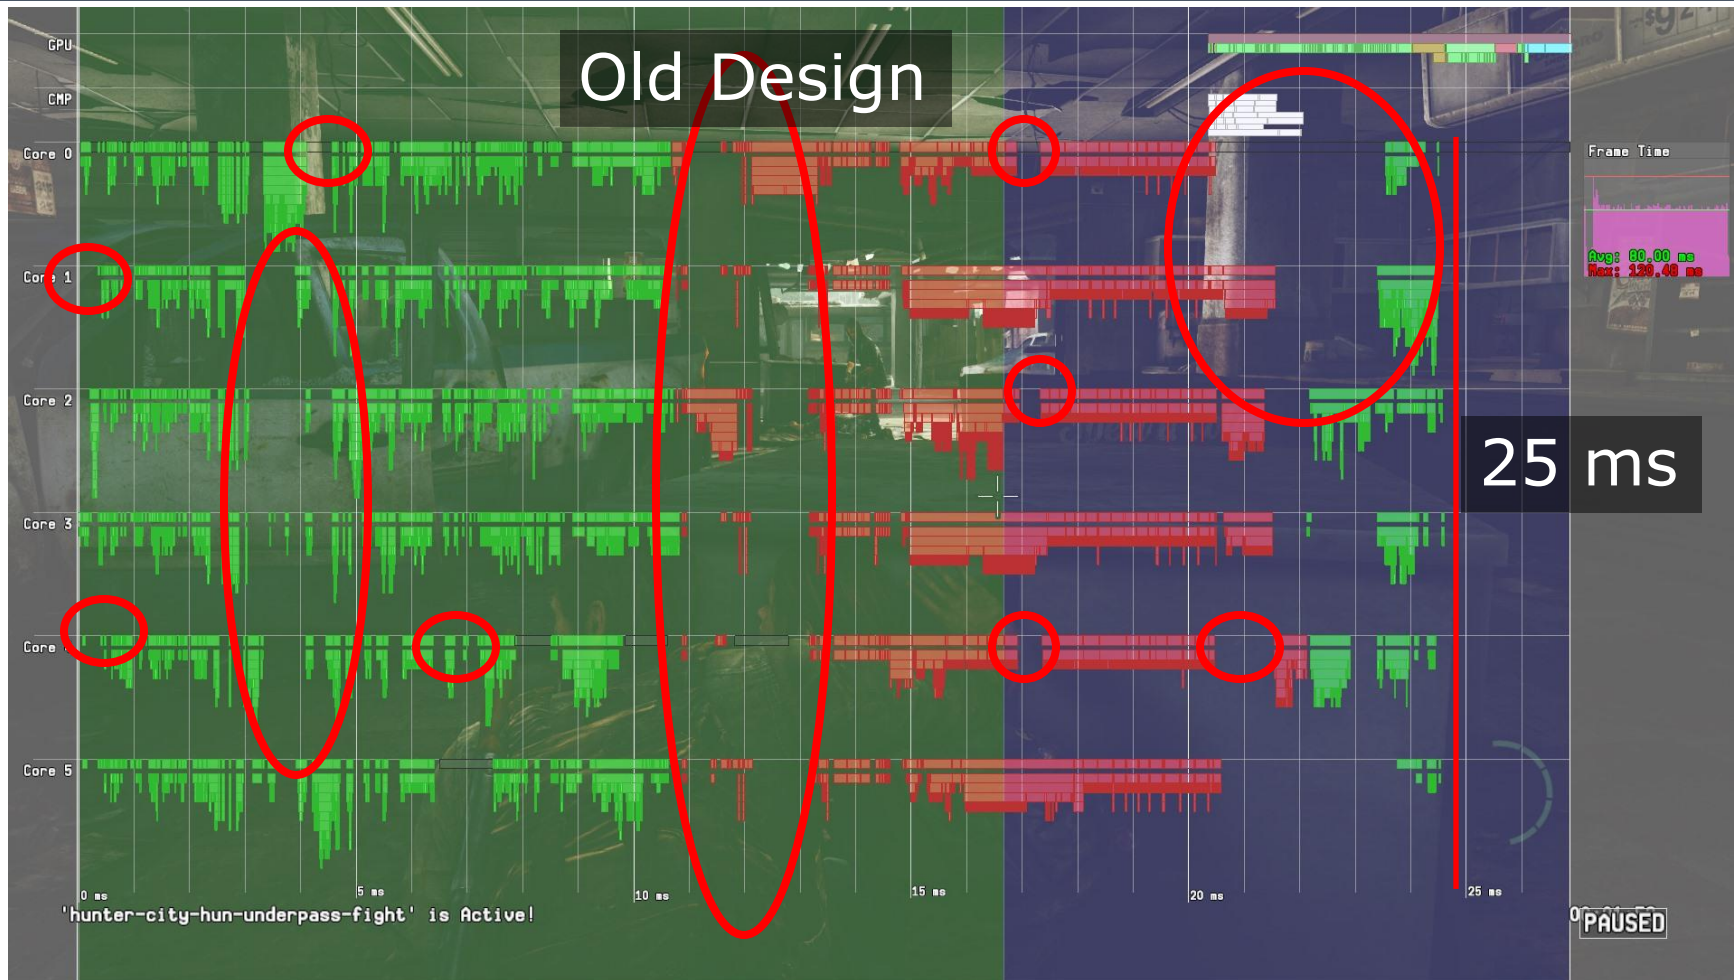 GPU
Old Design
CMP
Core 0
Frame Time
Core 1
Avg: 80.00 ms
Max: 120.48 ms
Core 2
25 ms
Core 3
Core
Core 5
0 ms
5 ms
10 ms
15 ms
20 ms
25 ms
'hunter-city-hun-underpass-fight' is Active!
PAUSED